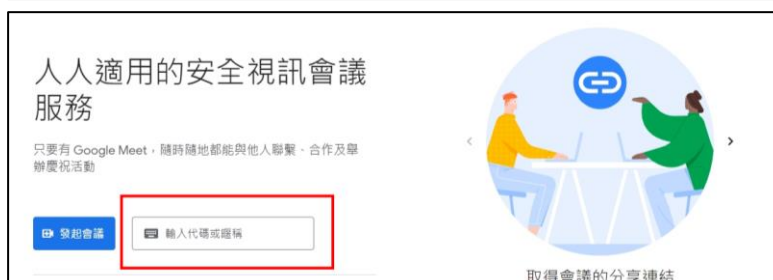 人人適用的安全視訊會議
服務
只要有 Google Meet，隨時隨地都能與他人聯繫、合作及舉
辦慶祝活動
發起會議
輸入代碼或暱稱
取得會議的分享連結